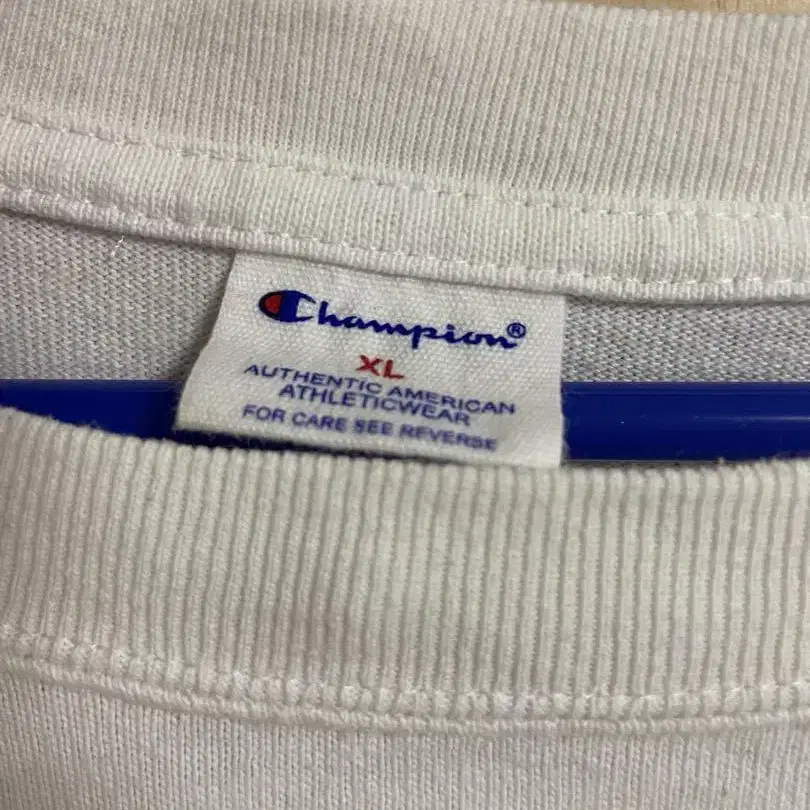 Champion®
XL
AUTHENTIC AMERICAN
ATHLETICWEAR
FOR CARE SEE REVERSE